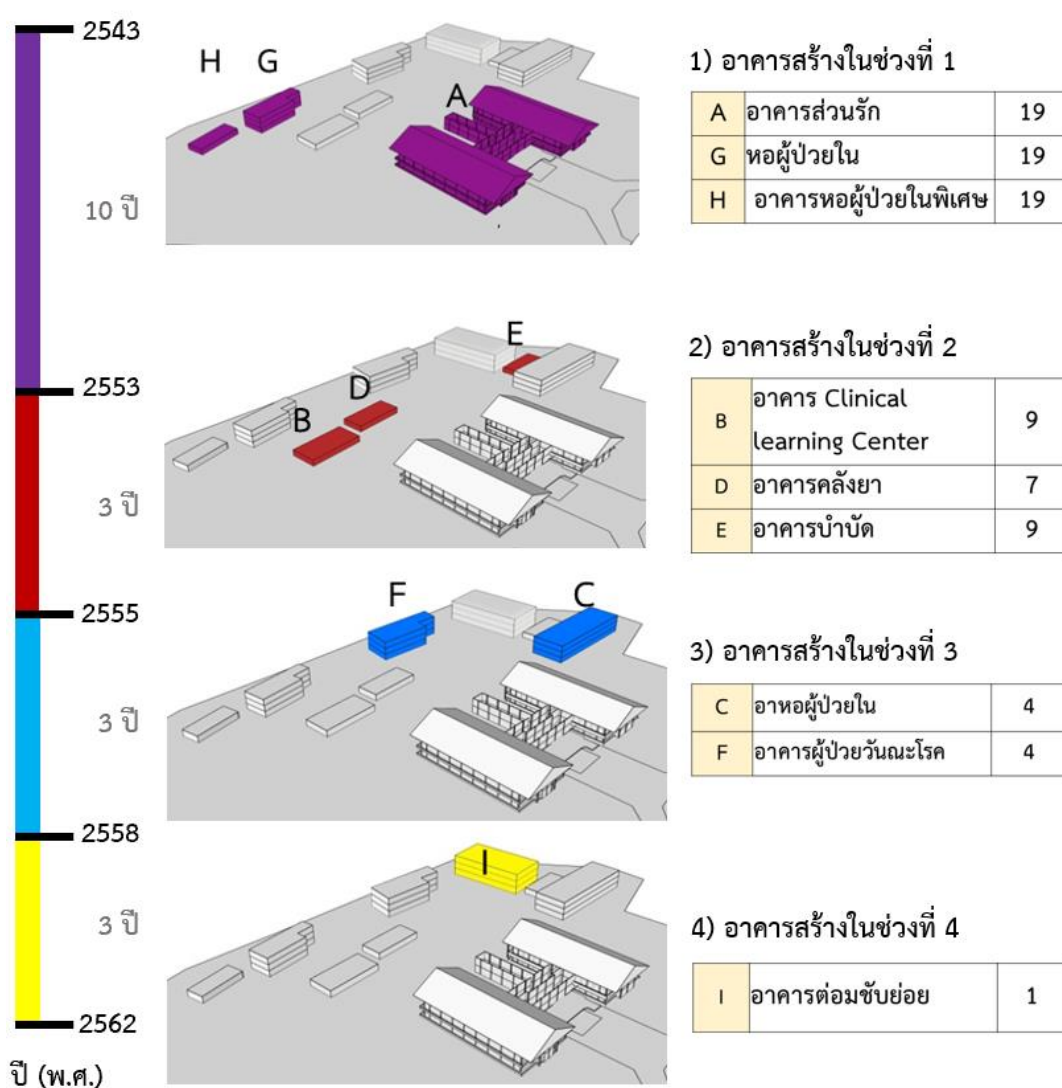 2543
H G
A
1) อาคารสร้างในช่วงที่ 1
A อาคารส่วนรัก 19
G หอผู้ป่วยใน 19
H อาคารหอผู้ป่วยในพิเศษ 19
10 ปี
2553
E
D
B
2) อาคารสร้างในช่วงที่ 2
B อาคาร Clinical learning Center 9
D อาคารคลังยา 7
E อาคารบำบัด 9
3 ปี
2555
F C
3) อาคารสร้างในช่วงที่ 3
C อาหอผู้ป่วยใน 4
F อาคารผู้ป่วยวันณะโรค 4
3 ปี
2558
I
4) อาคารสร้างในช่วงที่ 4
I อาคารต่อมชับย่อย 1
3 ปี
2562
ปี (พ.ศ.)